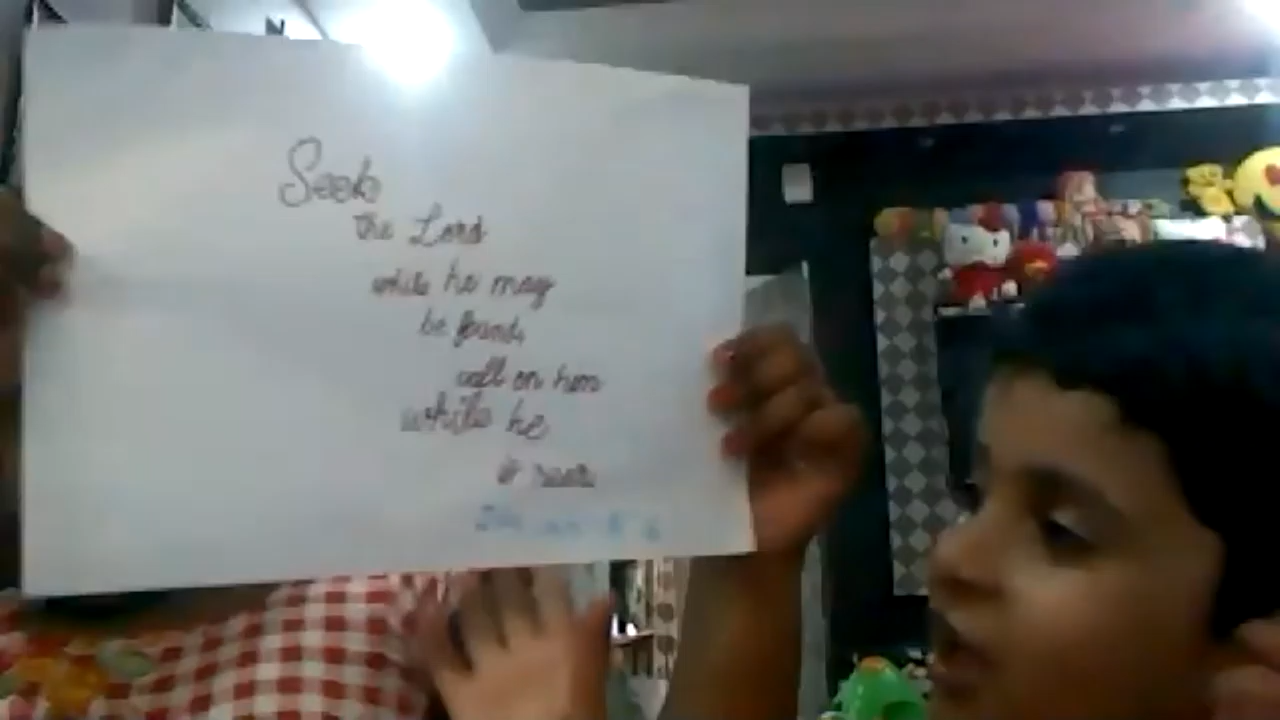 Seek
the Lord
while he may
be found,
call on him
while he
is near